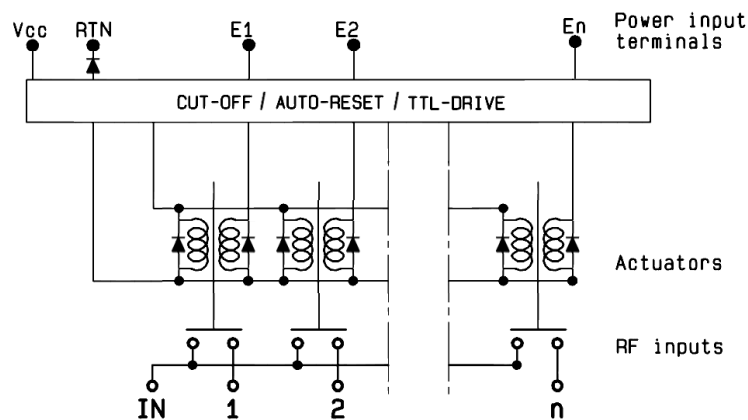 Vcc RTN E1 E2 En Power input
terminals
CUT-OFF / AUTO-RESET / TTL-DRIVE
Actuators
RF inputs
IN 1 2 n